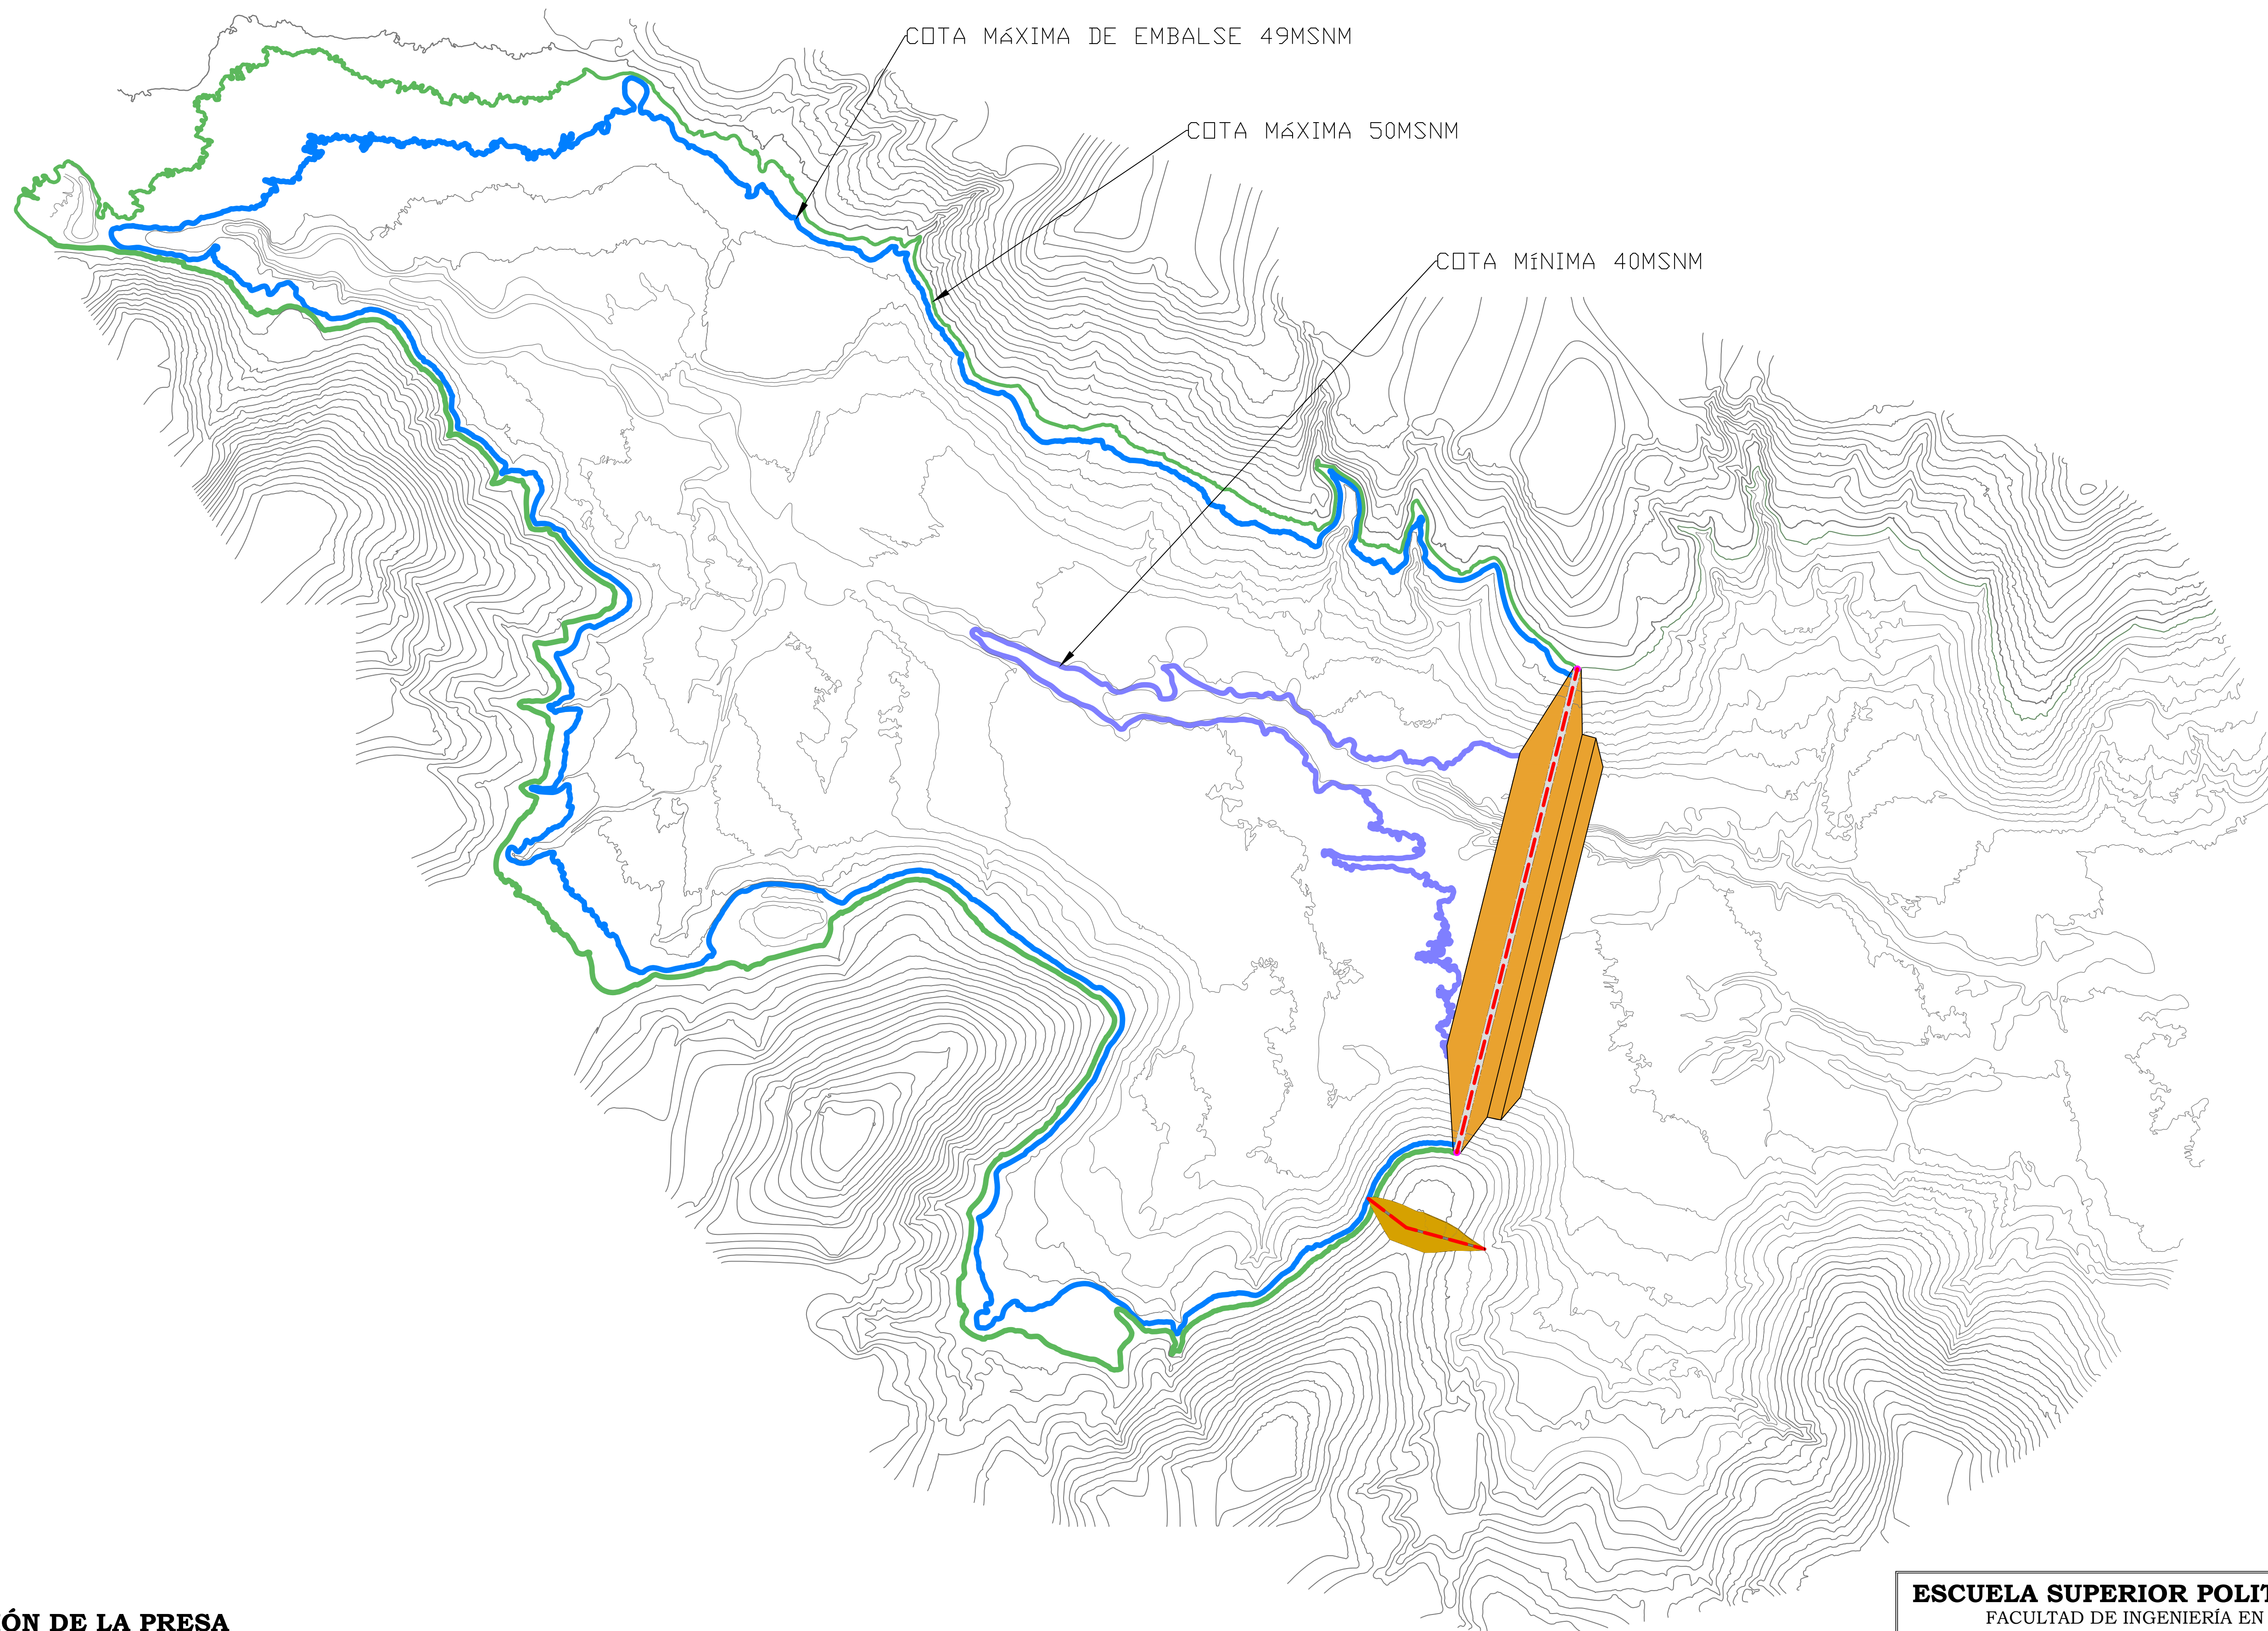 COTA MáXIMA DE EMBALSE 49MSNM
COTA MáXIMA 50MSNM
COTA MíNIMA 40MSNM
ÓN DE LA PRESA
ESCUELA SUPERIOR POLIT
FACULTAD DE INGENIERÍA EN